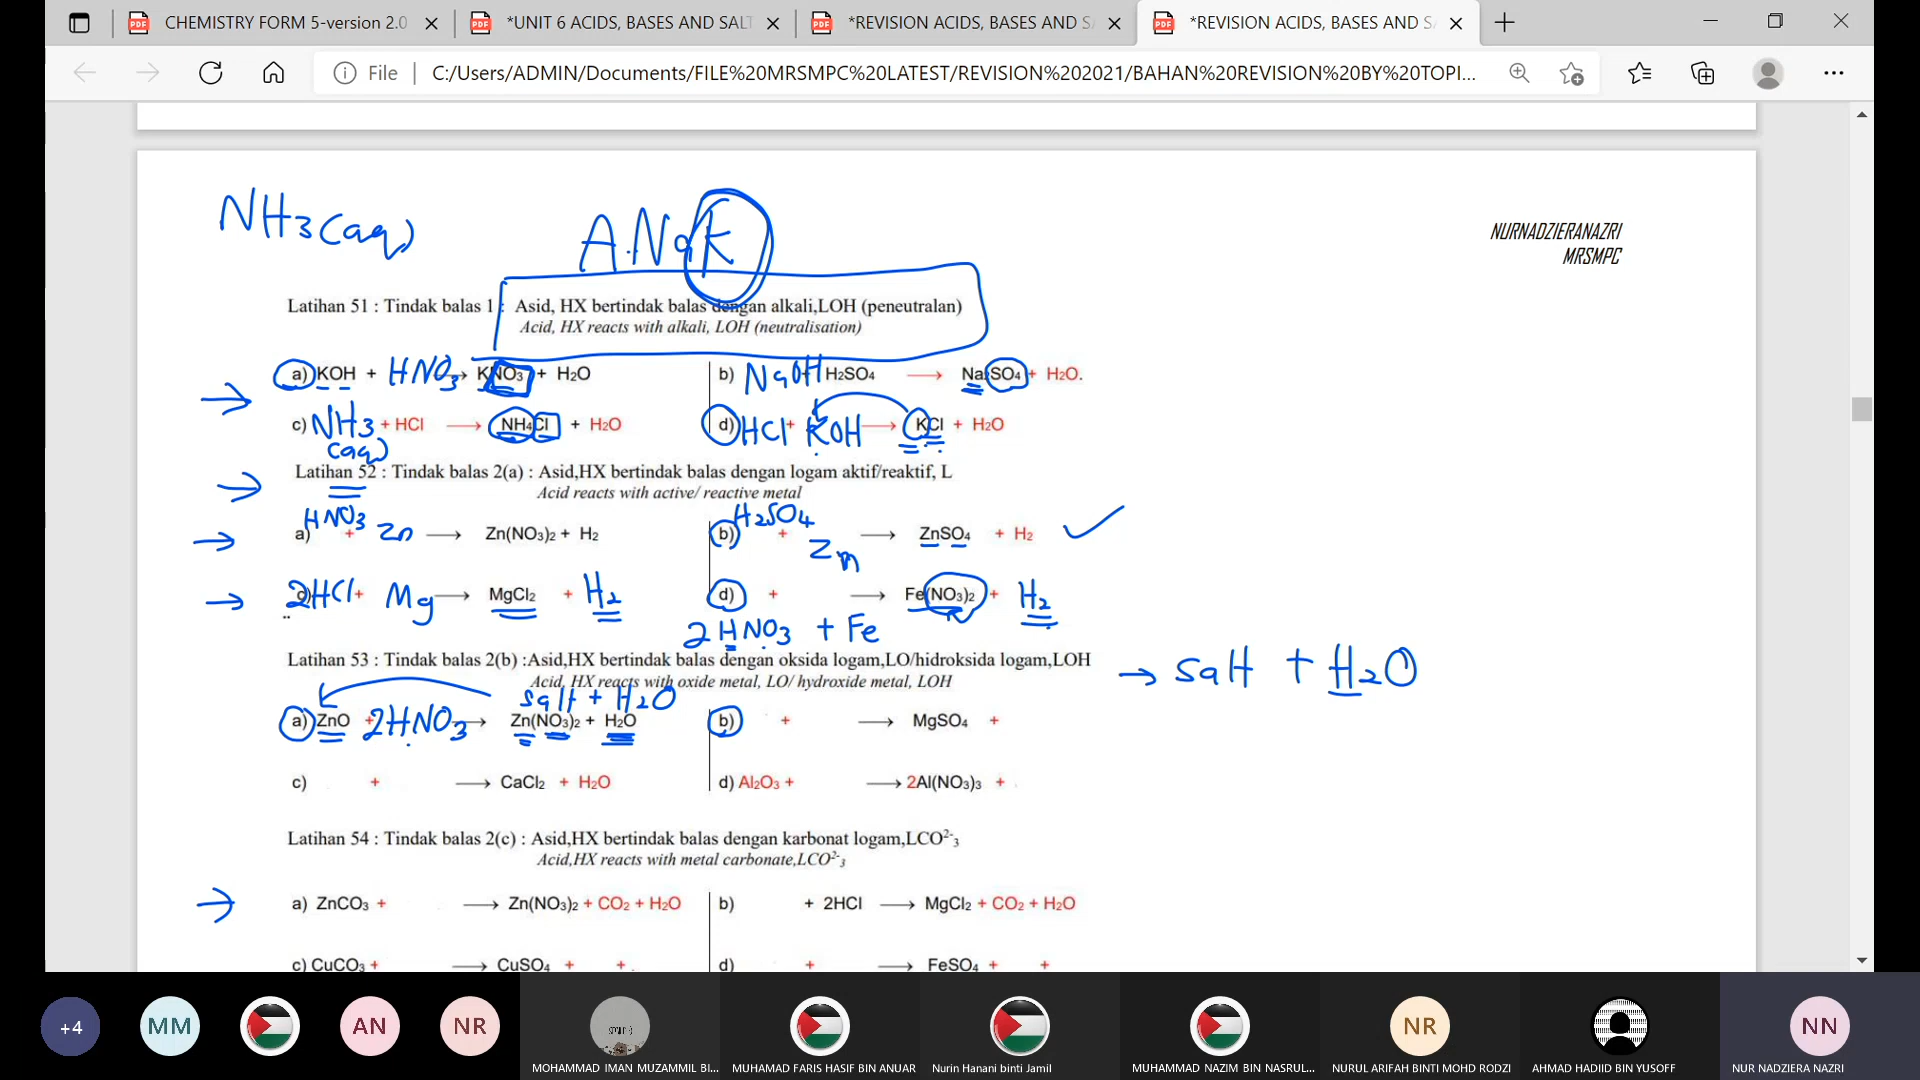 CHEMISTRY FORM 5-version 2.0
*UNIT 6 ACIDS, BASES AND SALT
*REVISION ACIDS, BASES AND SA
*REVISION ACIDS, BASES AND SA
File | C:/Users/ADMIN/Documents/FILE%20MRSMPC%20LATEST/REVISION%202021/BAHAN%20REVISION%20BY%20TOPI...
NH3(aq)
A.NaK
NURNADZIERANAZRI
MRSMPC
Latihan 51 : Tindak balas 1 : Asid, HX bertindak balas dengan alkali,LOH (peneutralan)
Acid, HX reacts with alkali, LOH (neutralisation)
a) KOH + HNO3 → KNO3 + H2O
b) NaOH + H2SO4 → Na2SO4 + H2O.
c) NH3 (aq) + HCl → NH4Cl + H2O
d) HCl + KOH → KCl + H2O
Latihan 52 : Tindak balas 2(a) : Asid,HX bertindak balas dengan logam aktif/reaktif, L
Acid reacts with active/ reactive metal
a) HNO3 + Zn → Zn(NO3)2 + H2
b) H2SO4 + Zn → ZnSO4 + H2
c) 2HCl + Mg → MgCl2 + H2
d) + → Fe(NO3)2 + H2
2HNO3 + Fe
Latihan 53 : Tindak balas 2(b) :Asid,HX bertindak balas dengan oksida logam,LO/hidroksida logam,LOH → salt + H2O
Acid, HX reacts with oxide metal, LO/ hydroxide metal, LOH
salt + H2O
a) ZnO + 2HNO3 → Zn(NO3)2 + H2O
b) + → MgSO4 +
c) + → CaCl2 + H2O
d) Al2O3 + → 2Al(NO3)3 +
Latihan 54 : Tindak balas 2(c) : Asid,HX bertindak balas dengan karbonat logam,LCO2-3
Acid,HX reacts with metal carbonate,LCO2-3
a) ZnCO3 + → Zn(NO3)2 + CO2 + H2O
b) + 2HCl → MgCl2 + CO2 + H2O
c) CuCO3 + → CuSO4 + +
d) + → FeSO4 + +
+4
MM
AN
NR
MOHAMMAD IMAN MUZAMMIL BI...
MUHAMAD FARIS HASIF BIN ANUAR
Nurin Hanani binti Jamil
MUHAMMAD NAZIM BIN NASRUL...
NR
NURUL ARIFAH BINTI MOHD RODZI
AHMAD HADIID BIN YUSOFF
NN
NUR NADZIERA NAZRI